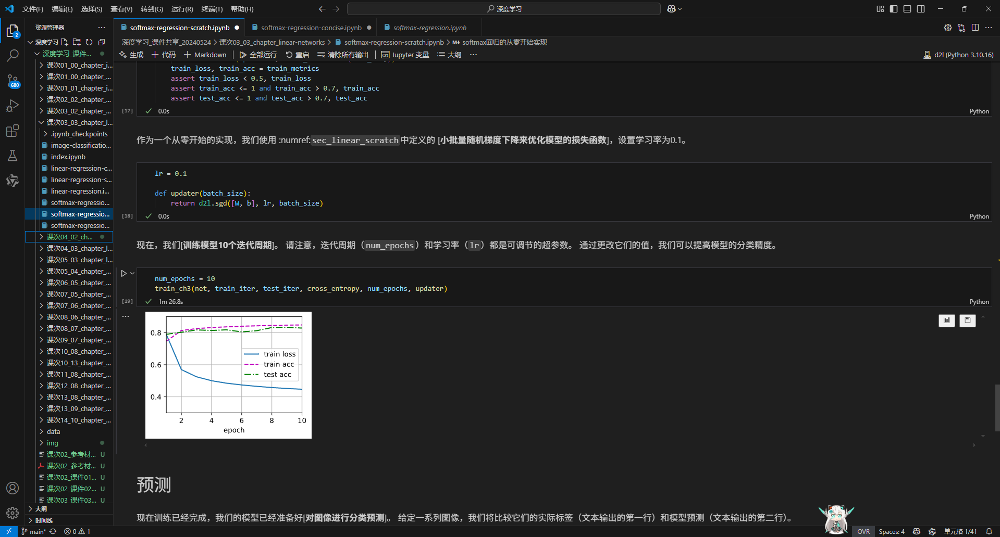 文件(F) 编辑(E) 选择(S) 查看(V) 转到(G) 运行(R) 终端(T) 帮助(H) 深度学习
资源管理器
softmax-regression-scratch.ipynb softmax-regression-concise.ipynb softmax-regression.ipynb
深度学习_课件共享_20240524 > 课次03_03_chapter_linear-networks > softmax-regression-scratch.ipynb > M↓ softmax回归的从零开始实现
生成 代码 Markdown 全部运行 重启 清除所有输出 Jupyter 变量 大纲 ...
d2l (Python 3.10.16)
2
680
深度学习
深度学习_课件...
课次01_00_chapter_i...
课次01_00_chapter_...
课次01_01_chapter_i...
课次02_02_chapter_...
课次03_02_chapter_...
课次03_03_chapter_l...
.ipynb_checkpoints
image-classificatio...
index.ipynb
linear-regression-c...
linear-regression-s...
linear-regression.i...
softmax-regressio...
softmax-regressio...
softmax-regressio...
课次04_02_ch...
课次04_03_chapter_l...
课次05_03_chapter_l...
课次05_04_chapter_...
课次06_05_chapter_...
课次07_05_chapter_...
课次07_06_chapter_...
课次08_06_chapter_...
课次08_07_chapter_...
课次09_07_chapter_...
课次10_08_chapter_...
课次10_13_chapter_...
课次11_08_chapter_...
课次12_08_chapter_...
课次13_08_chapter_...
课次13_09_chapter_...
课次14_10_chapter_...
data
img
课次02_参考材... U
课次02_参考材... U
课次02_课件01... U
课次02_课件02... U
课次03_课件03... U
大纲
时间线
train_loss, train_acc = train_metrics
assert train_loss < 0.5, train_loss
assert train_acc <= 1 and train_acc > 0.7, train_acc
assert test_acc <= 1 and test_acc > 0.7, test_acc
[17] 0.0s Python
作为一个从零开始的实现，我们使用 :numref:sec_linear_scratch中定义的 [小批量随机梯度下降来优化模型的损失函数]，设置学习率为0.1。
lr = 0.1
def updater(batch_size):
return d2l.sgd([W, b], lr, batch_size)
[18] 0.0s Python
现在，我们[训练模型10个迭代周期]。 请注意，迭代周期（num_epochs）和学习率（lr）都是可调节的超参数。 通过更改它们的值，我们可以提高模型的分类精度。
num_epochs = 10
train_ch3(net, train_iter, test_iter, cross_entropy, num_epochs, updater)
[19] 1m 26.8s Python
0.8
0.6
0.4
train loss
train acc
test acc
2 4 6 8 10
epoch
预测
现在训练已经完成，我们的模型已经准备好[对图像进行分类预测]。 给定一系列图像，我们将比较它们的实际标签（文本输出的第一行）和模型预测（文本输出的第二行）。
main* 0 1 OVR Spaces: 4 单元格 1/41